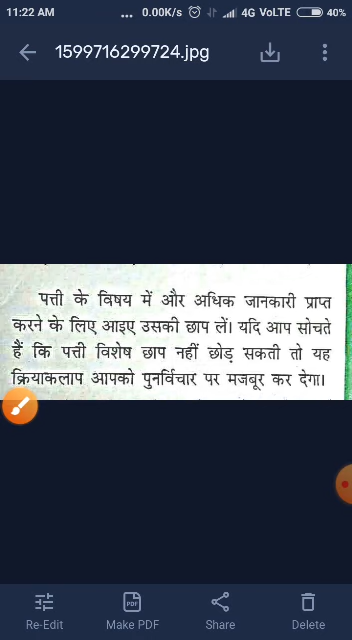 11:22 AM ... 0.00K/s 4G VoLTE 40%
1599716299724.jpg
पत्ती के विषय में और अधिक जानकारी प्राप्त
करने के लिए आइए उसकी छाप लें। यदि आप सोचते
हैं कि पत्ती विशेष छाप नहीं छोड़ सकती तो यह
क्रियाकलाप आपको पुनर्विचार पर मजबूर कर देगा।
PDF
Re-Edit Make PDF Share Delete